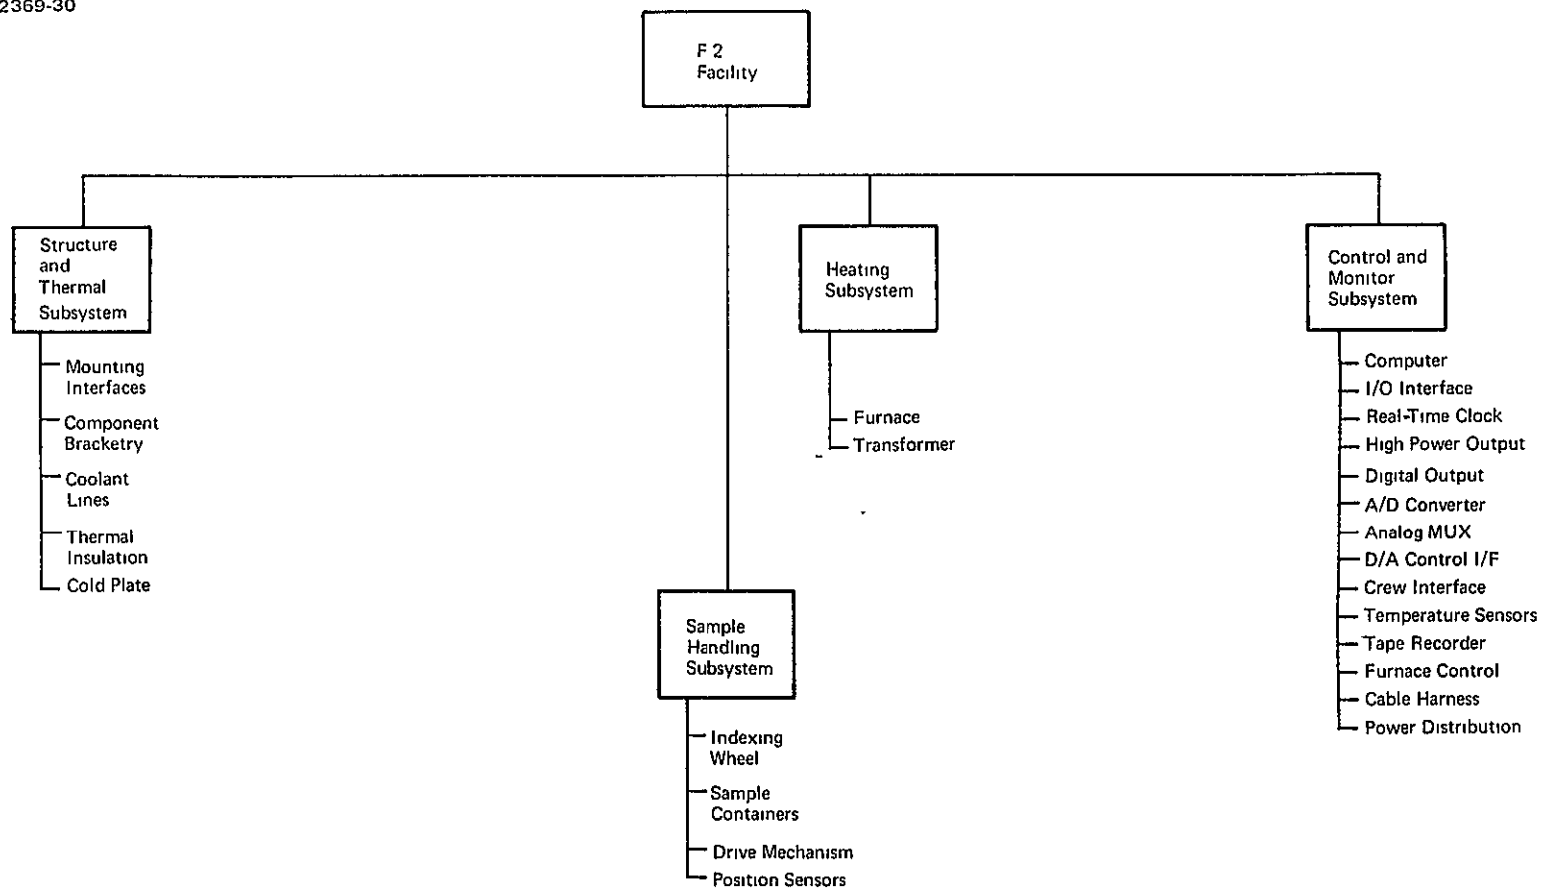 2369-30
F 2
Facility
Structure
and
Thermal
Subsystem
Mounting
Interfaces
Component
Bracketry
Coolant
Lines
Thermal
Insulation
Cold Plate
Sample
Handling
Subsystem
Indexing
Wheel
Sample
Containers
Drive Mechanism
Position Sensors
Heating
Subsystem
Furnace
Transformer
Control and
Monitor
Subsystem
Computer
I/O Interface
Real-Time Clock
High Power Output
Digital Output
A/D Converter
Analog MUX
D/A Control I/F
Crew Interface
Temperature Sensors
Tape Recorder
Furnace Control
Cable Harness
Power Distribution